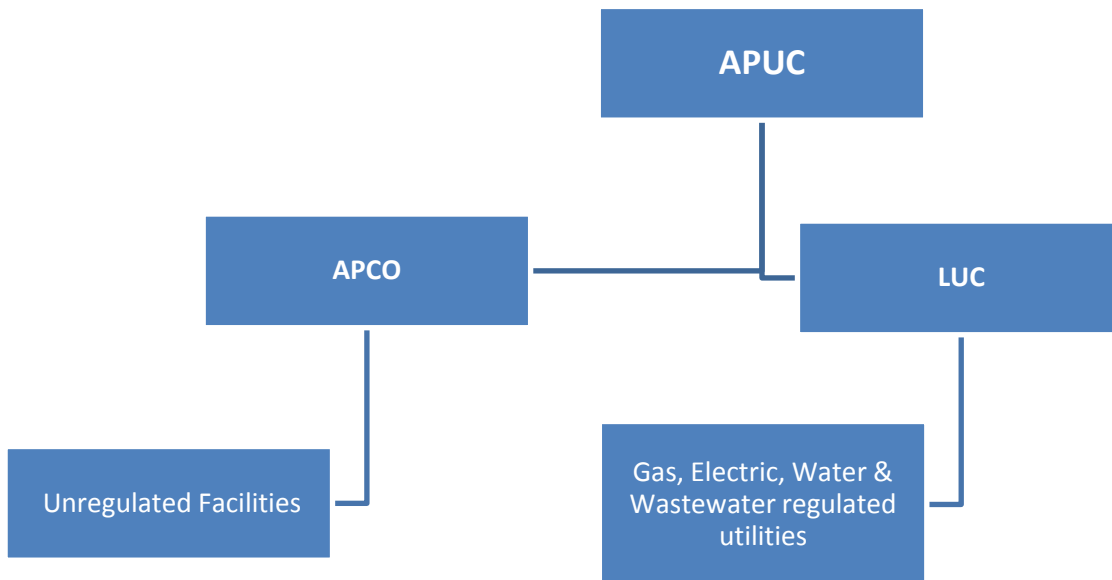 APUC
APCO
LUC
Unregulated Facilities
Gas, Electric, Water &
Wastewater regulated
utilities